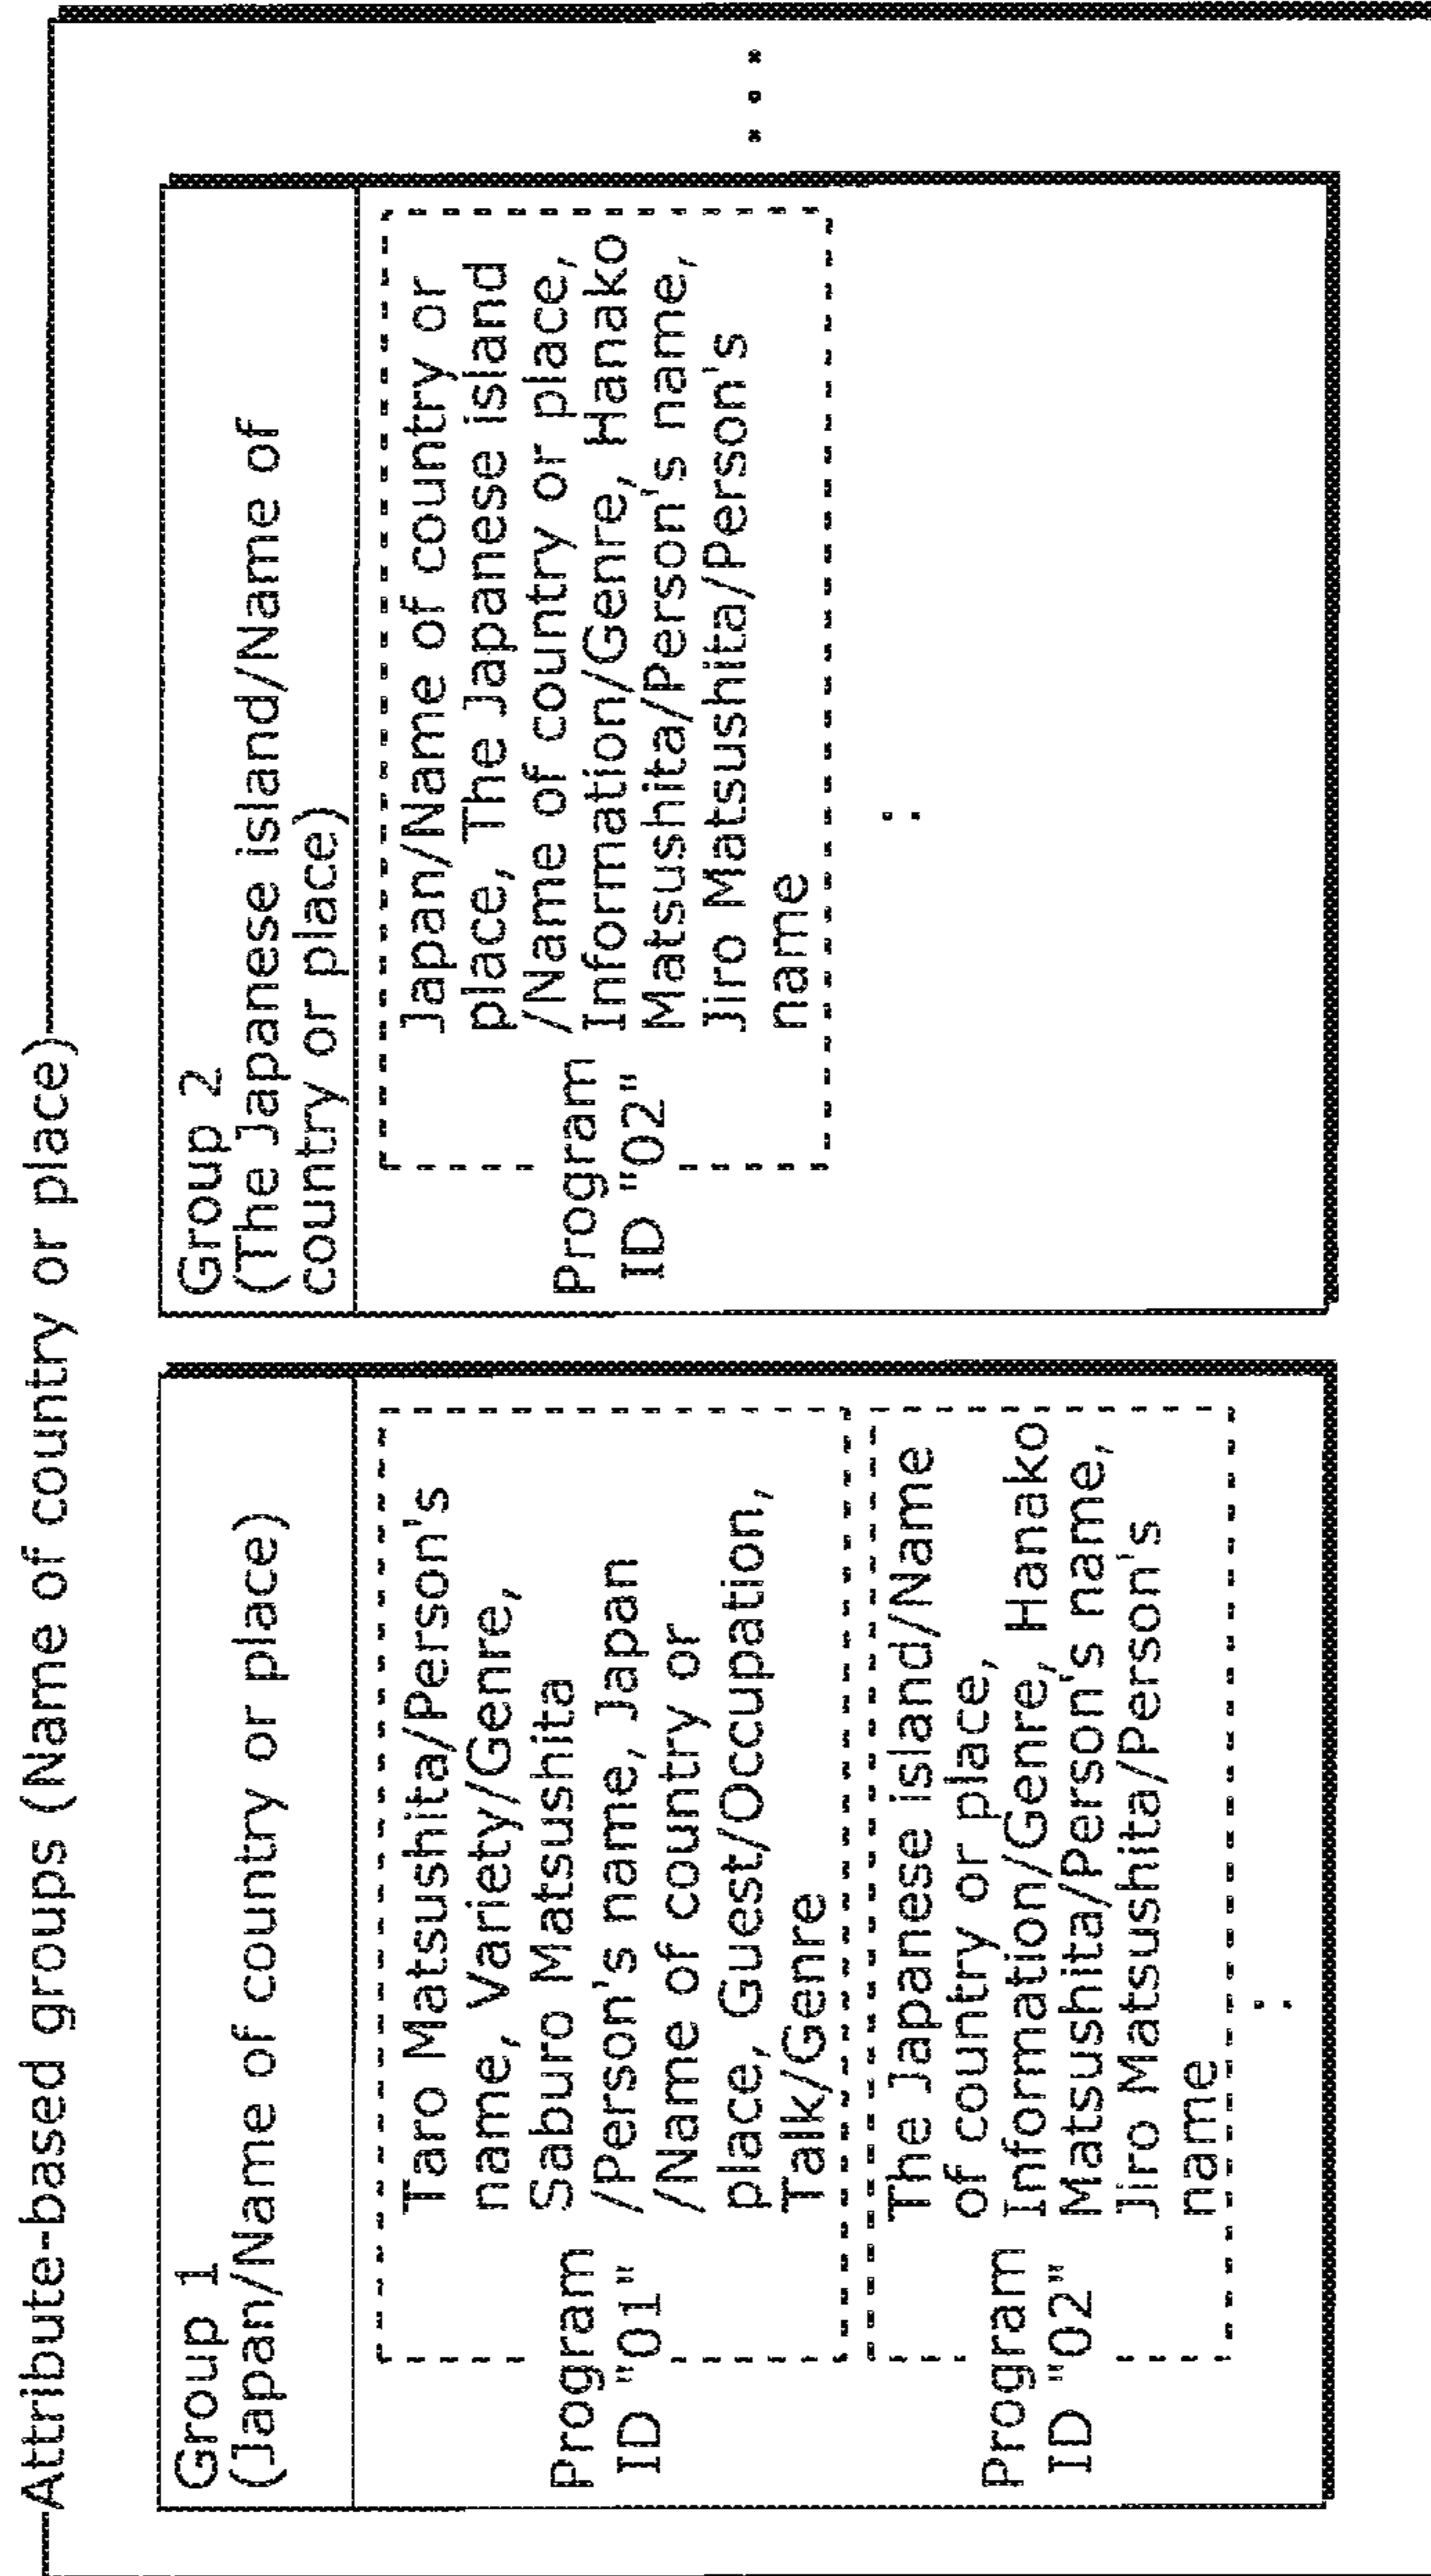 Attribute-based groups (Name of country or place)
Group 1
(Japan/Name of country or place)
Program
ID "01"
Taro Matsushita/Person's
name, Variety/Genre,
Saburo Matsushita
/Person's name, Japan
/Name of country or
place, Guest/Occupation,
Talk/Genre
Program
ID "02"
The Japanese island/Name
of country or place,
Information/Genre, Hanako
Matsushita/Person's name,
Jiro Matsushita/Person's
name
Group 2
(The Japanese island/Name of
country or place)
Program
ID "02"
Japan/Name of country or
place, The Japanese island
/Name of country or place,
Information/Genre, Hanako
Matsushita/Person's name,
Jiro Matsushita/Person's
name